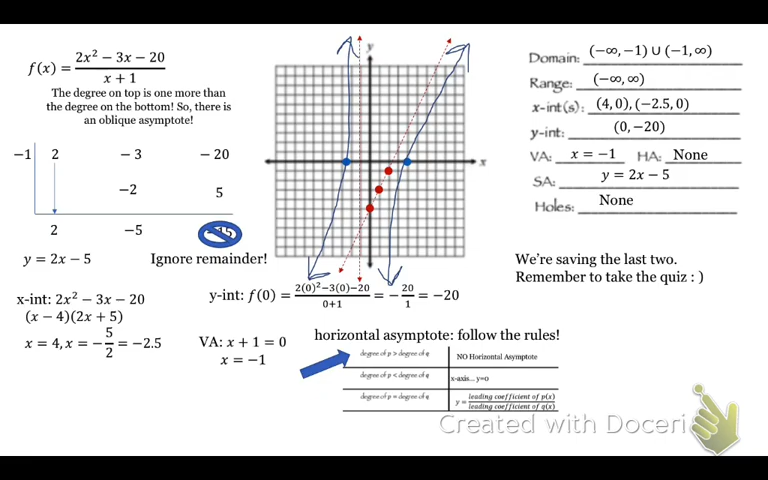 f(x) = 2x² − 3x − 20 / x + 1
The degree on top is one more than
the degree on the bottom! So, there is
an oblique asymptote!
−1 2 −3 −20
−2 5
2 −5
y = 2x − 5 Ignore remainder!
x-int: 2x² − 3x − 20
(x − 4)(2x + 5)
x = 4, x = − 5/2 = −2.5
y
x
y-int: f(0) = 2(0)²−3(0)−20 / 0+1 = − 20/1 = −20
VA: x + 1 = 0
x = −1
horizontal asymptote: follow the rules!
degree of p > degree of q NO Horizontal Asymptote
degree of p < degree of q x-axis... y=0
degree of p = degree of q y = leading coefficient of p(x) / leading coefficient of q(x)
Domain: (−∞, −1) ∪ (−1, ∞)
Range: (−∞, ∞)
x-int(s): (4, 0), (−2.5, 0)
y-int: (0, −20)
VA: x = −1 HA: None
SA: y = 2x − 5
Holes: None
We're saving the last two.
Remember to take the quiz : )
Created with Doceri